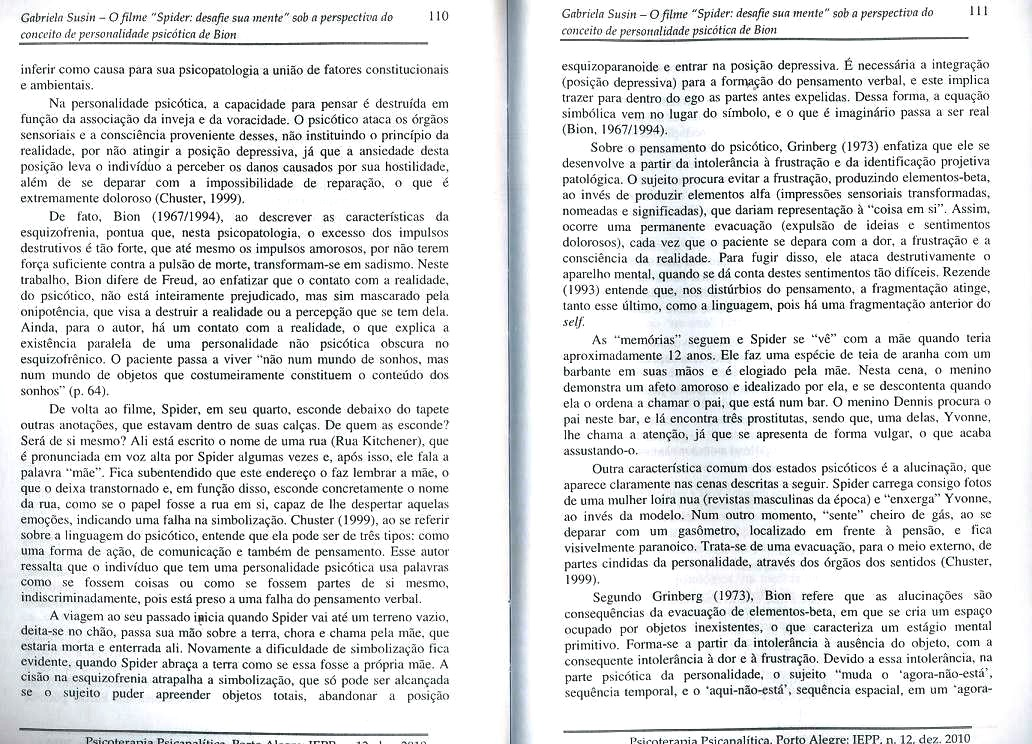 Gabriela Susin – O filme "Spider: desafie sua mente" sob a perspectiva do 110
conceito de personalidade psicótica de Bion
inferir como causa para sua psicopatologia a união de fatores constitucionais
e ambientais.
Na personalidade psicótica, a capacidade para pensar é destruída em
função da associação da inveja e da voracidade. O psicótico ataca os órgãos
sensoriais e a consciência proveniente desses, não instituindo o princípio da
realidade, por não atingir a posição depressiva, já que a ansiedade desta
posição leva o indivíduo a perceber os danos causados por sua hostilidade,
além de se deparar com a impossibilidade de reparação, o que é
extremamente doloroso (Chuster, 1999).
De fato, Bion (1967/1994), ao descrever as características da
esquizofrenia, pontua que, nesta psicopatologia, o excesso dos impulsos
destrutivos é tão forte, que até mesmo os impulsos amorosos, por não terem
força suficiente contra a pulsão de morte, transformam-se em sadismo. Neste
trabalho, Bion difere de Freud, ao enfatizar que o contato com a realidade,
do psicótico, não está inteiramente prejudicado, mas sim mascarado pela
onipotência, que visa a destruir a realidade ou a percepção que se tem dela.
Ainda, para o autor, há um contato com a realidade, o que explica a
existência paralela de uma personalidade não psicótica obscura no
esquizofrênico. O paciente passa a viver "não num mundo de sonhos, mas
num mundo de objetos que costumeiramente constituem o conteúdo dos
sonhos" (p. 64).
De volta ao filme, Spider, em seu quarto, esconde debaixo do tapete
outras anotações, que estavam dentro de suas calças. De quem as esconde?
Será de si mesmo? Ali está escrito o nome de uma rua (Rua Kitchener), que
é pronunciada em voz alta por Spider algumas vezes e, após isso, ele fala a
palavra "mãe". Fica subentendido que este endereço o faz lembrar a mãe, o
que o deixa transtornado e, em função disso, esconde concretamente o nome
da rua, como se o papel fosse a rua em si, capaz de lhe despertar aquelas
emoções, indicando uma falha na simbolização. Chuster (1999), ao se referir
sobre a linguagem do psicótico, entende que ela pode ser de três tipos: como
uma forma de ação, de comunicação e também de pensamento. Esse autor
ressalta que o indivíduo que tem uma personalidade psicótica usa palavras
como se fossem coisas ou como se fossem partes de si mesmo,
indiscriminadamente, pois está preso a uma falha do pensamento verbal.
A viagem ao seu passado inicia quando Spider vai até um terreno vazio,
deita-se no chão, passa sua mão sobre a terra, chora e chama pela mãe, que
estaria morta e enterrada ali. Novamente a dificuldade de simbolização fica
evidente, quando Spider abraça a terra como se essa fosse a própria mãe. A
cisão na esquizofrenia atrapalha a simbolização, que só pode ser alcançada
se o sujeito puder apreender objetos totais, abandonar a posição
Psicoterapia Psicanalítica, Porto Alegre: IEPP, n. 12, dez. 2010
Gabriela Susin – O filme "Spider: desafie sua mente" sob a perspectiva do 111
conceito de personalidade psicótica de Bion
esquizoparanoide e entrar na posição depressiva. É necessária a integração
(posição depressiva) para a formação do pensamento verbal, e este implica
trazer para dentro do ego as partes antes expelidas. Dessa forma, a equação
simbólica vem no lugar do símbolo, e o que é imaginário passa a ser real
(Bion, 1967/1994).
Sobre o pensamento do psicótico, Grinberg (1973) enfatiza que ele se
desenvolve a partir da intolerância à frustração e da identificação projetiva
patológica. O sujeito procura evitar a frustração, produzindo elementos-beta,
ao invés de produzir elementos alfa (impressões sensoriais transformadas,
nomeadas e significadas), que dariam representação à "coisa em si". Assim,
ocorre uma permanente evacuação (expulsão de ideias e sentimentos
dolorosos), cada vez que o paciente se depara com a dor, a frustração e a
consciência da realidade. Para fugir disso, ele ataca destrutivamente o
aparelho mental, quando se dá conta destes sentimentos tão difíceis. Rezende
(1993) entende que, nos distúrbios do pensamento, a fragmentação atinge,
tanto esse último, como a linguagem, pois há uma fragmentação anterior do
self.
As "memórias" seguem e Spider se "vê" com a mãe quando teria
aproximadamente 12 anos. Ele faz uma espécie de teia de aranha com um
barbante em suas mãos e é elogiado pela mãe. Nesta cena, o menino
demonstra um afeto amoroso e idealizado por ela, e se descontenta quando
ela o ordena a chamar o pai, que está num bar. O menino Dennis procura o
pai neste bar, e lá encontra três prostitutas, sendo que, uma delas, Yvonne,
lhe chama a atenção, já que se apresenta de forma vulgar, o que acaba
assustando-o.
Outra característica comum dos estados psicóticos é a alucinação, que
aparece claramente nas cenas descritas a seguir. Spider carrega consigo fotos
de uma mulher loira nua (revistas masculinas da época) e "enxerga" Yvonne,
ao invés da modelo. Num outro momento, "sente" cheiro de gás, ao se
deparar com um gasômetro, localizado em frente à pensão, e fica
visivelmente paranoico. Trata-se de uma evacuação, para o meio externo, de
partes cindidas da personalidade, através dos órgãos dos sentidos (Chuster,
1999).
Segundo Grinberg (1973), Bion refere que as alucinações são
consequências da evacuação de elementos-beta, em que se cria um espaço
ocupado por objetos inexistentes, o que caracteriza um estágio mental
primitivo. Forma-se a partir da intolerância à ausência do objeto, com a
consequente intolerância à dor e à frustração. Devido a essa intolerância, na
parte psicótica da personalidade, o sujeito "muda o 'agora-não-está',
sequência temporal, e o 'aqui-não-está', sequência espacial, em um 'agora-
Psicoterapia Psicanalítica, Porto Alegre: IEPP, n. 12, dez. 2010